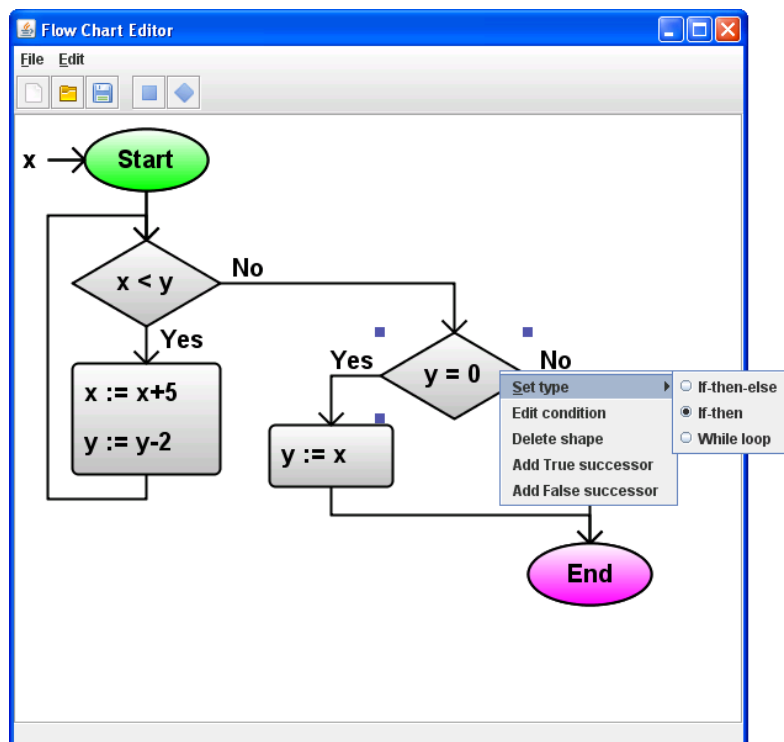 Flow Chart Editor
File Edit
x
Start
x < y
No
Yes
x := x+5
y := y-2
Yes
y = 0
No
y := x
Set type
Edit condition
Delete shape
Add True successor
Add False successor
If-then-else
If-then
While loop
End